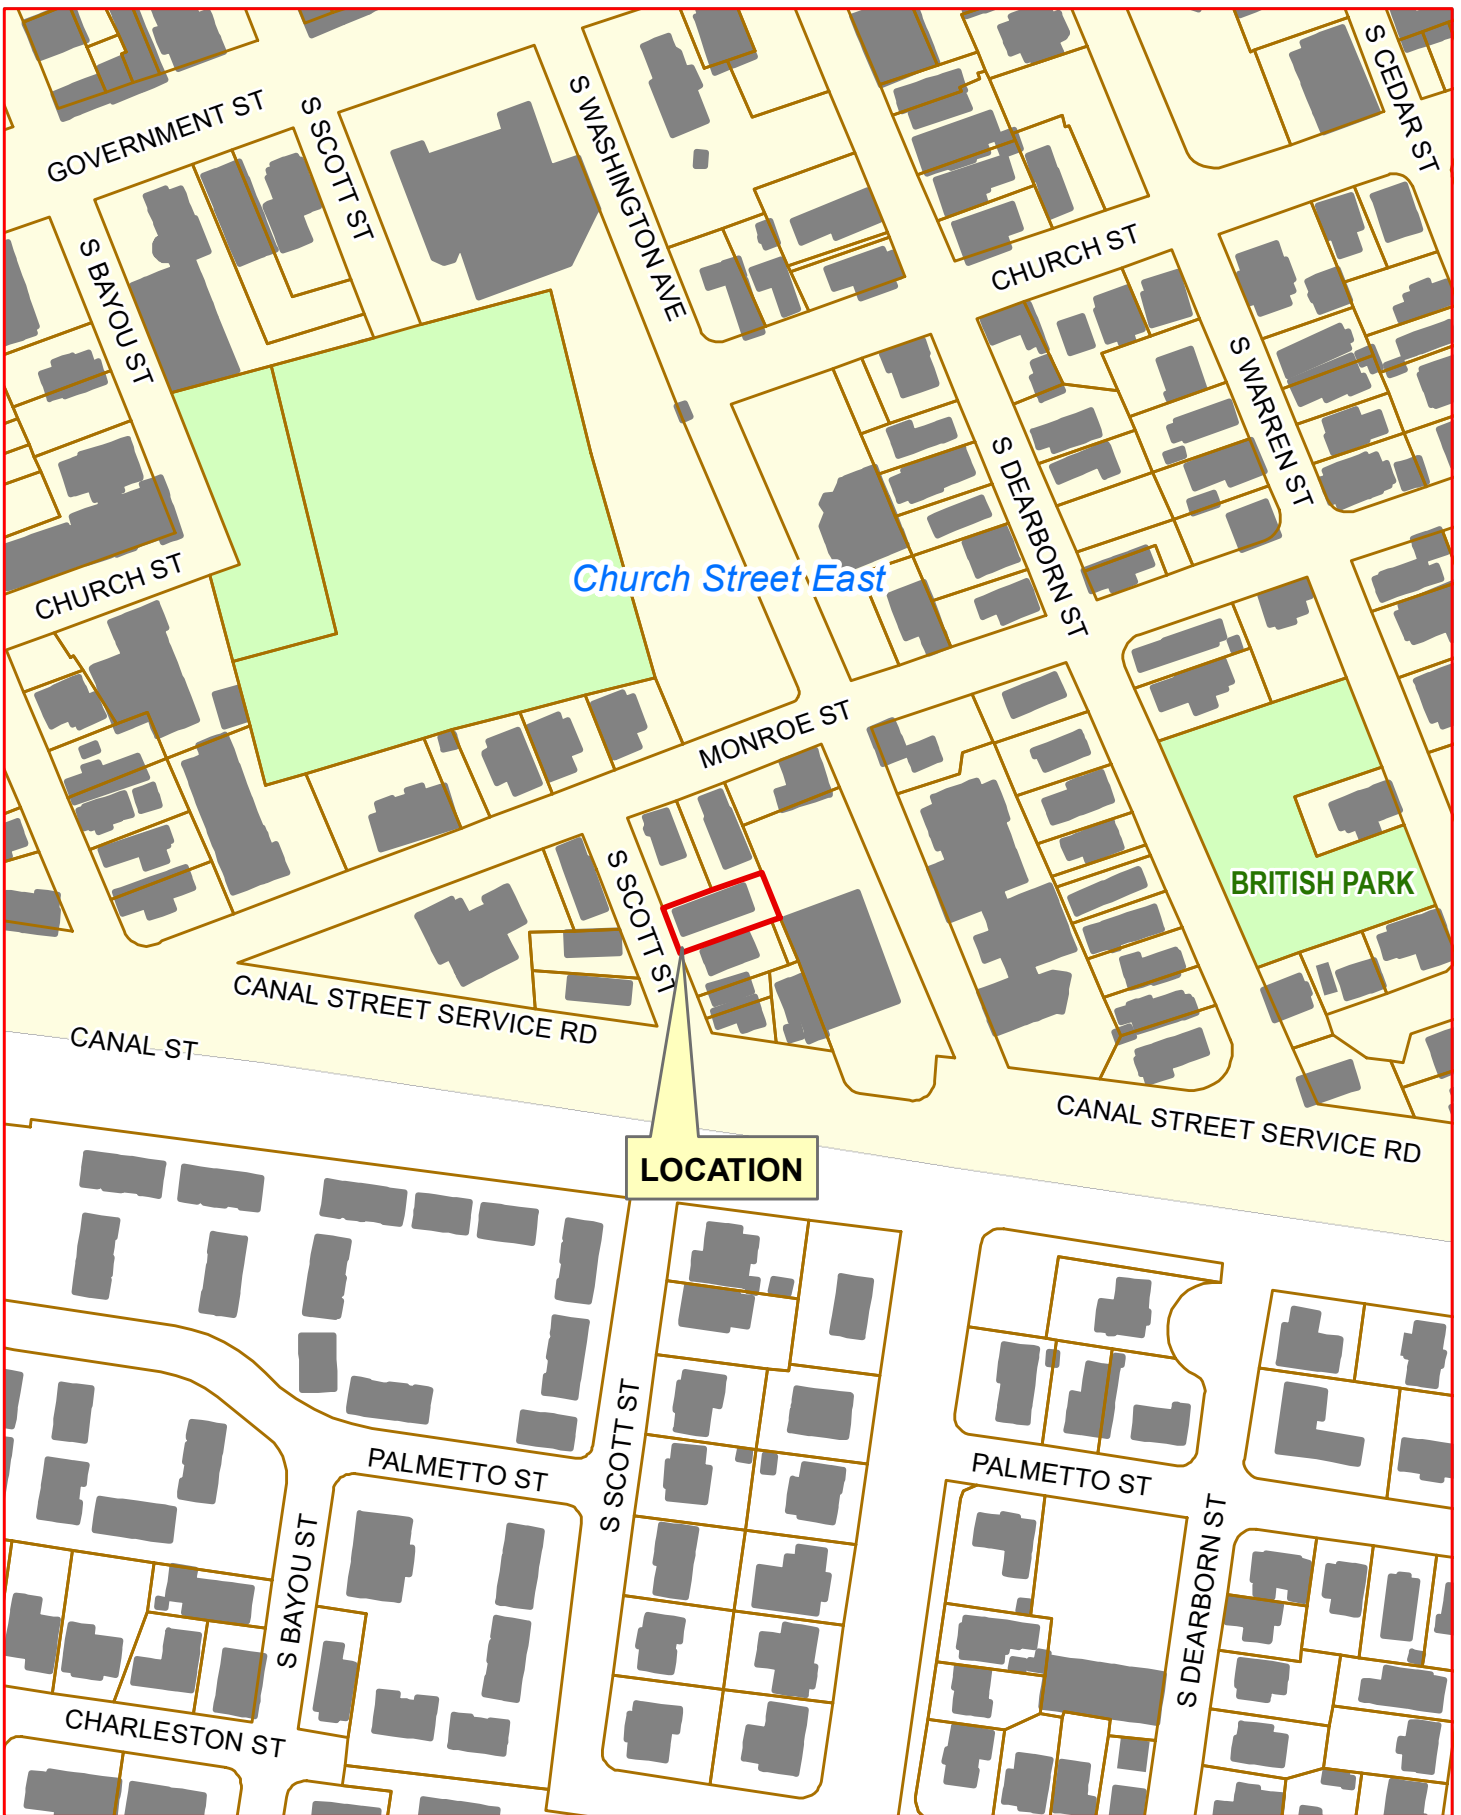 S CEDAR ST
GOVERNMENT ST
S SCOTT ST
S WASHINGTON AVE
CHURCH ST
S BAYOU ST
S WARREN ST
S DEARBORN ST
CHURCH ST
Church Street East
MONROE ST
BRITISH PARK
S SCOTT ST
CANAL STREET SERVICE RD
CANAL ST
CANAL STREET SERVICE RD
LOCATION
S SCOTT ST
PALMETTO ST
PALMETTO ST
S BAYOU ST
S DEARBORN ST
CHARLESTON ST